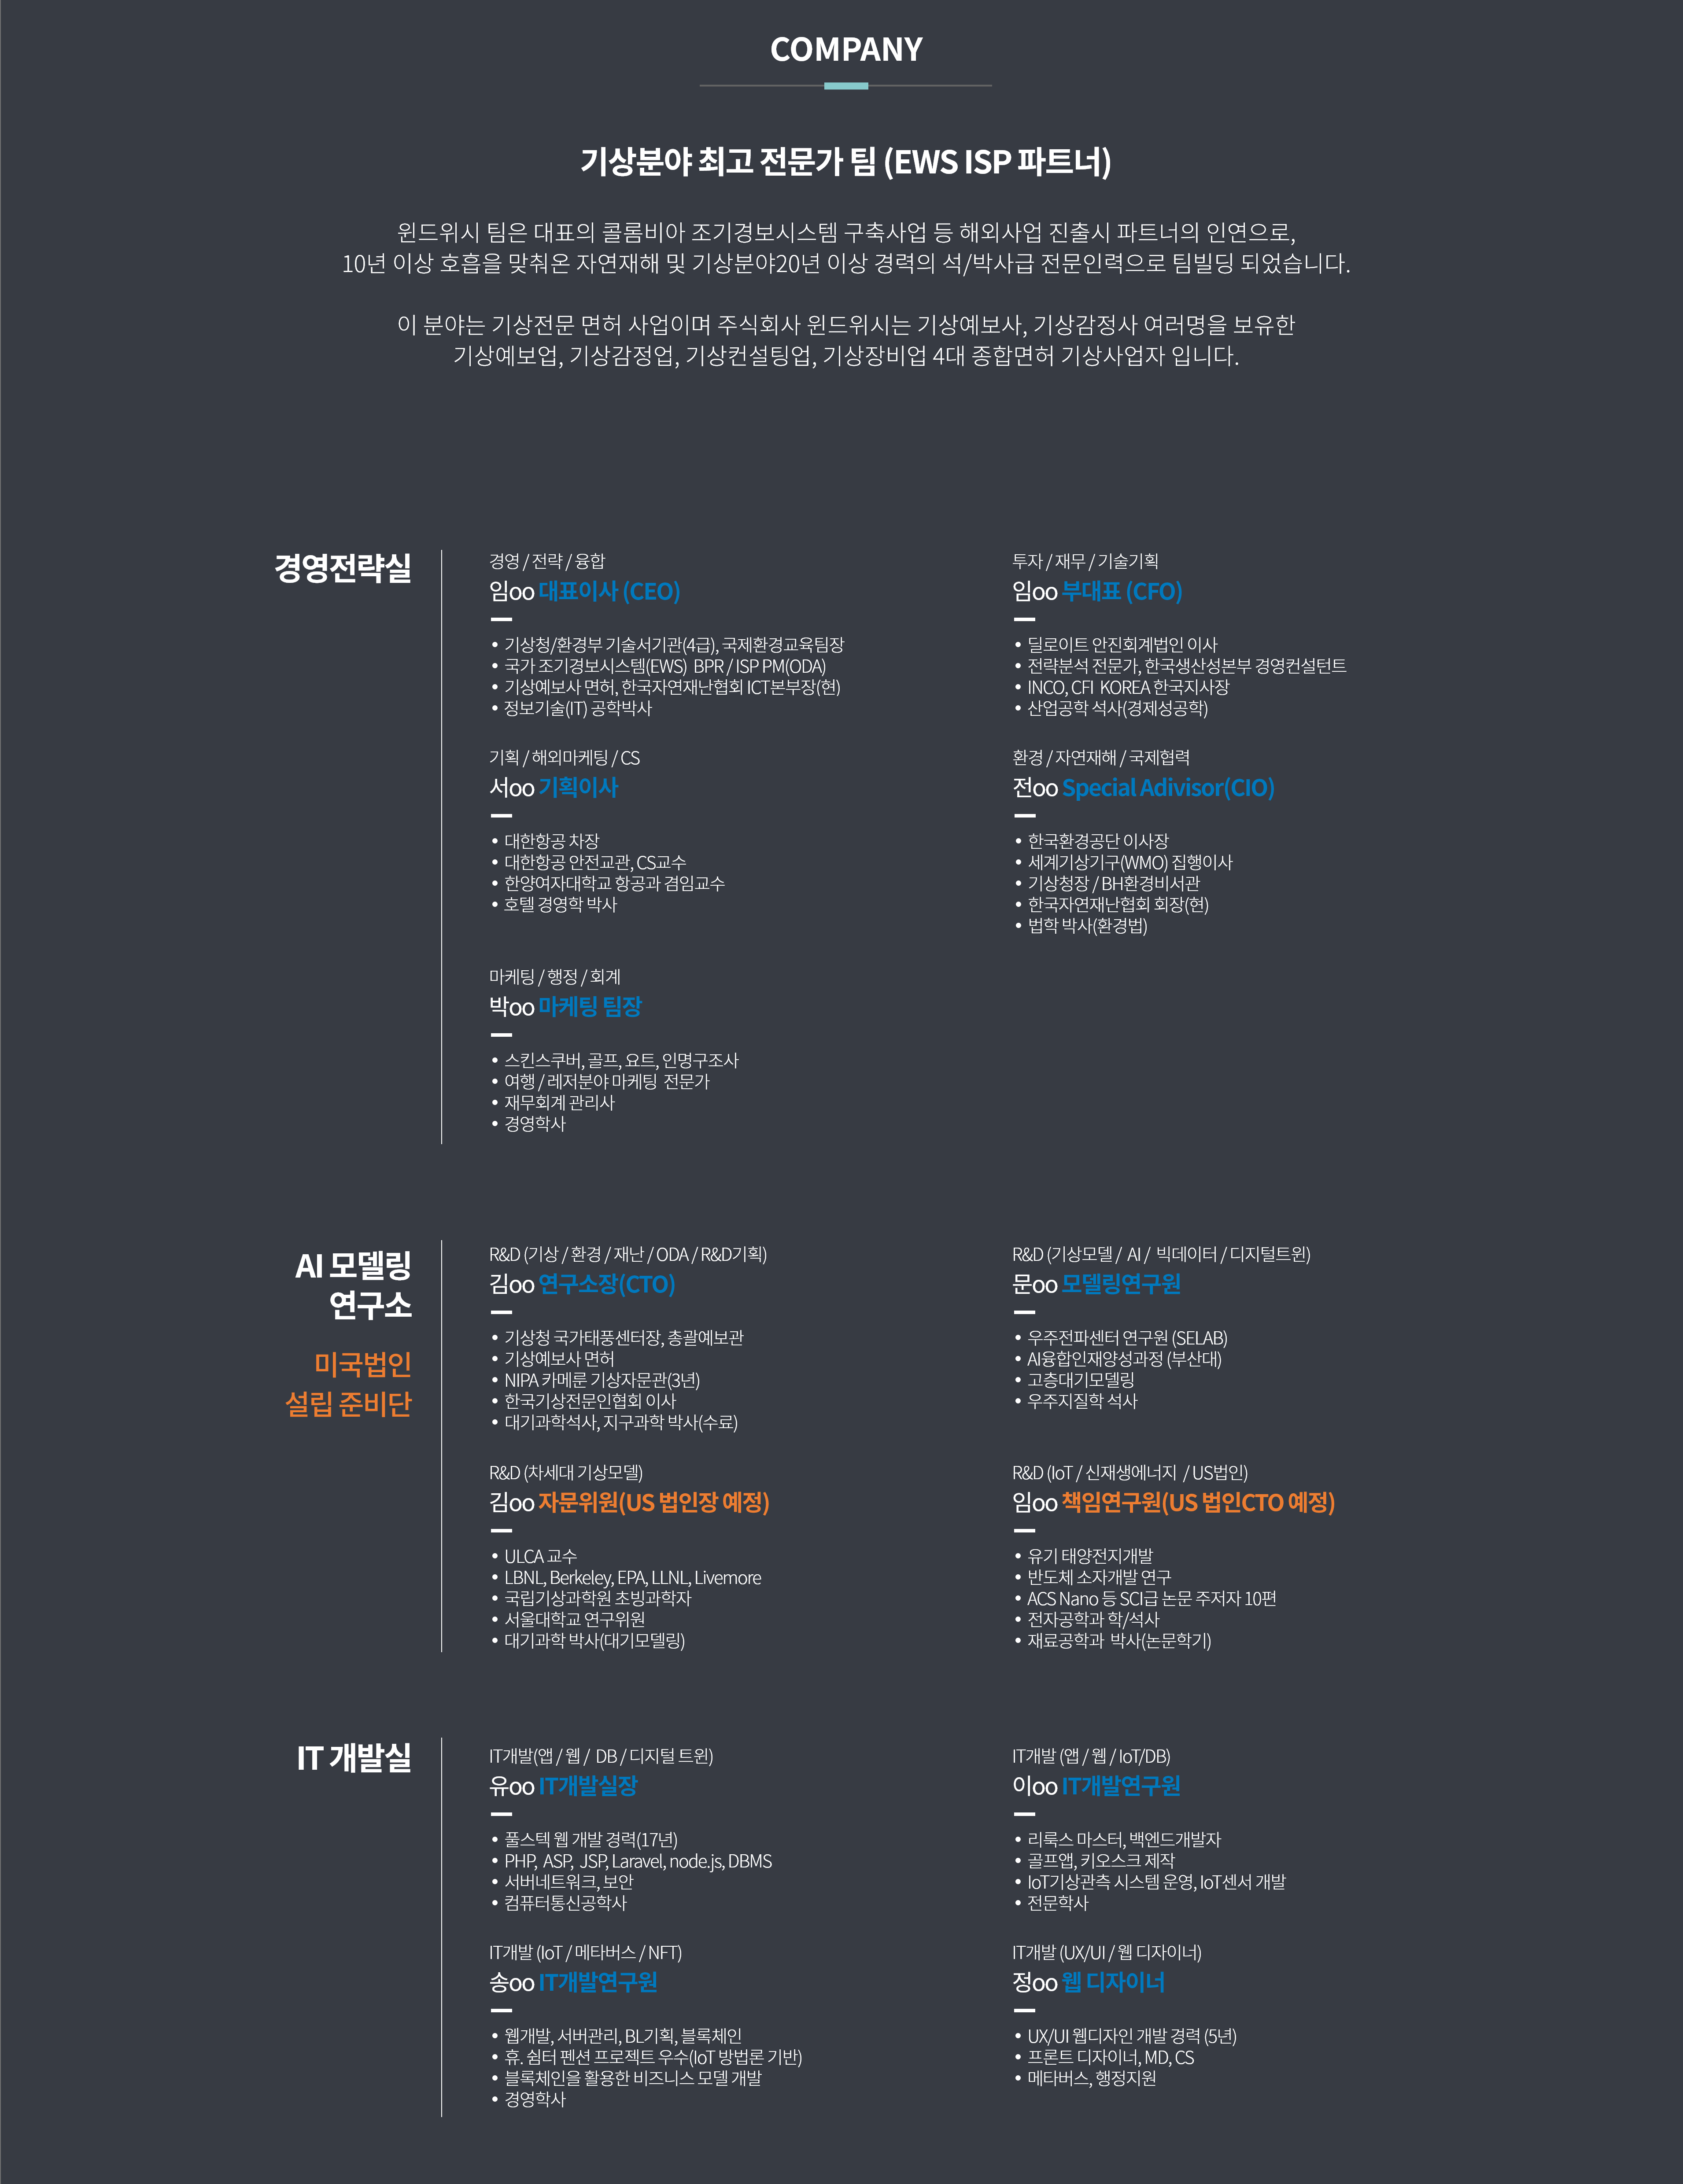 COMPANY
기상분야 최고 전문가 팀 (EWS ISP 파트너)
윈드위시 팀은 대표의 콜롬비아 조기경보시스템 구축사업 등 해외사업 진출시 파트너의 인연으로,
10년 이상 호흡을 맞춰온 자연재해 및 기상분야20년 이상 경력의 석/박사급 전문인력으로 팀빌딩 되었습니다.
이 분야는 기상전문 면허 사업이며 주식회사 윈드위시는 기상예보사, 기상감정사 여러명을 보유한
기상예보업, 기상감정업, 기상컨설팅업, 기상장비업 4대 종합면허 기상사업자 입니다.
경영전략실
경영 / 전략 / 융합
임oo 대표이사 (CEO)
• 기상청/환경부 기술서기관(4급), 국제환경교육팀장
• 국가 조기경보시스템(EWS) BPR / ISP PM(ODA)
• 기상예보사 면허, 한국자연재난협회 ICT본부장(현)
• 정보기술(IT) 공학박사
투자 / 재무 / 기술기획
임oo 부대표 (CFO)
• 딜로이트 안진회계법인 이사
• 전략분석 전문가, 한국생산성본부 경영컨설턴트
• INCO, CFI KOREA 한국지사장
• 산업공학 석사(경제성공학)
기획 / 해외마케팅 / CS
서oo 기획이사
• 대한항공 차장
• 대한항공 안전교관, CS교수
• 한양여자대학교 항공과 겸임교수
• 호텔 경영학 박사
환경 / 자연재해 / 국제협력
전oo Special Adivisor(CIO)
• 한국환경공단 이사장
• 세계기상기구(WMO) 집행이사
• 기상청장 / BH환경비서관
• 한국자연재난협회 회장(현)
• 법학 박사(환경법)
마케팅 / 행정 / 회계
박oo 마케팅 팀장
• 스킨스쿠버, 골프, 요트, 인명구조사
• 여행 / 레저분야 마케팅 전문가
• 재무회계 관리사
• 경영학사
AI 모델링
연구소
미국법인
설립 준비단
R&D (기상 / 환경 / 재난 / ODA / R&D기획)
김oo 연구소장(CTO)
• 기상청 국가태풍센터장, 총괄예보관
• 기상예보사 면허
• NIPA 카메룬 기상자문관(3년)
• 한국기상전문인협회 이사
• 대기과학석사, 지구과학 박사(수료)
R&D (기상모델 / AI / 빅데이터 / 디지털트윈)
문oo 모델링연구원
• 우주전파센터 연구원 (SELAB)
• AI융합인재양성과정 (부산대)
• 고층대기모델링
• 우주지질학 석사
R&D (차세대 기상모델)
김oo 자문위원(US 법인장 예정)
• ULCA 교수
• LBNL, Berkeley, EPA, LLNL, Livemore
• 국립기상과학원 초빙과학자
• 서울대학교 연구위원
• 대기과학 박사(대기모델링)
R&D (IoT / 신재생에너지 / US법인)
임oo 책임연구원(US 법인CTO 예정)
• 유기 태양전지개발
• 반도체 소자개발 연구
• ACS Nano 등 SCI급 논문 주저자 10편
• 전자공학과 학/석사
• 재료공학과 박사(논문학기)
IT 개발실
IT개발(앱 / 웹 / DB / 디지털 트윈)
유oo IT개발실장
• 풀스텍 웹 개발 경력(17년)
• PHP, ASP, JSP, Laravel, node.js, DBMS
• 서버네트워크, 보안
• 컴퓨터통신공학사
IT개발 (앱 / 웹 / IoT/DB)
이oo IT개발연구원
• 리룩스 마스터, 백엔드개발자
• 골프앱, 키오스크 제작
• IoT기상관측 시스템 운영, IoT센서 개발
• 전문학사
IT개발 (IoT / 메타버스 / NFT)
송oo IT개발연구원
• 웹개발, 서버관리, BL기획, 블록체인
• 휴. 쉼터 펜션 프로젝트 우수(IoT 방법론 기반)
• 블록체인을 활용한 비즈니스 모델 개발
• 경영학사
IT개발 (UX/UI / 웹 디자이너)
정oo 웹 디자이너
• UX/UI 웹디자인 개발 경력 (5년)
• 프론트 디자이너, MD, CS
• 메타버스, 행정지원